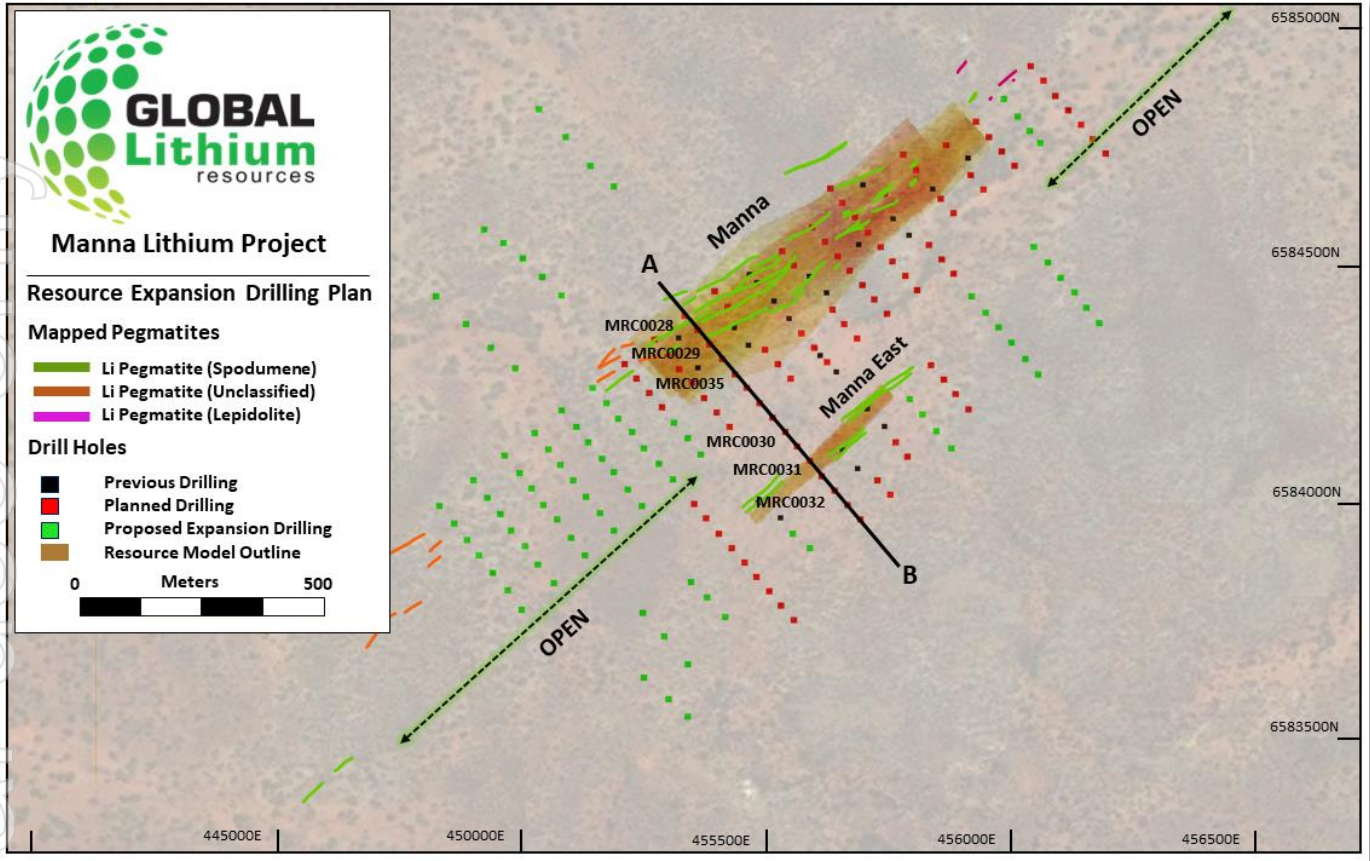 GLOBAL
Lithium
resources
Manna Lithium Project
Resource Expansion Drilling Plan
Mapped Pegmatites
Li Pegmatite (Spodumene)
Li Pegmatite (Unclassified)
Li Pegmatite (Lepidolite)
Drill Holes
Previous Drilling
Planned Drilling
Proposed Expansion Drilling
Resource Model Outline
0 Meters 500
6585000N
OPEN
Manna
A
6584500N
MRC0028
MRC0029
MRC0035
Manna East
MRC0030
MRC0031
MRC0032
6584000N
B
OPEN
6583500N
445000E 450000E 455500E 456000E 456500E